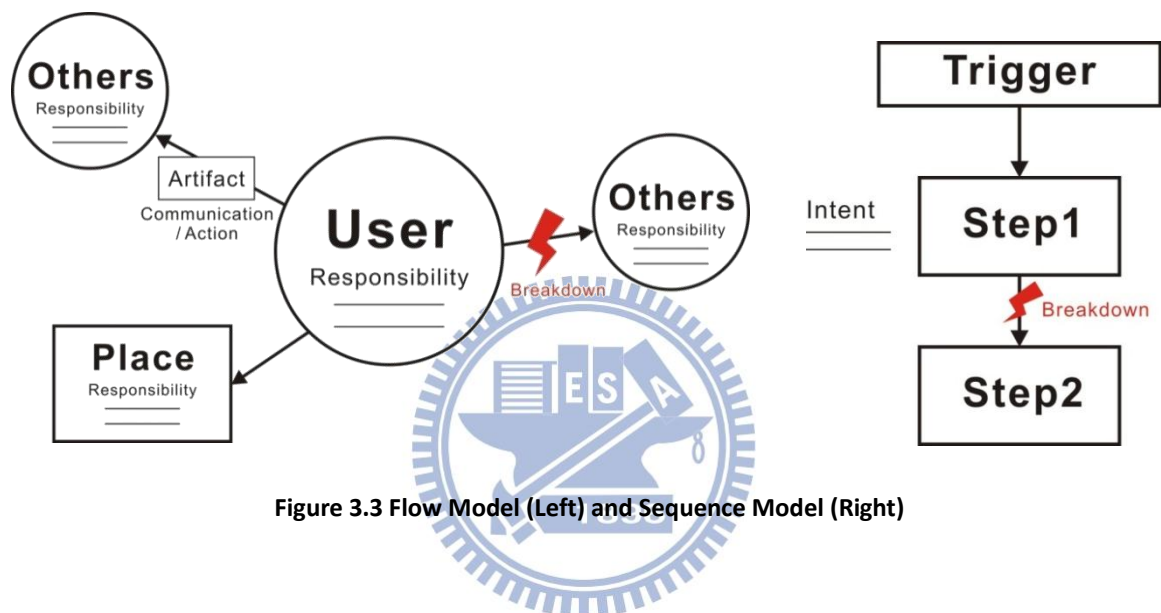 Others
Responsibility
Artifact
Communication
/ Action
User
Responsibility
Others
Responsibility
Breakdown
Place
Responsibility
Trigger
Intent
Step1
Breakdown
Step2
E S A
Figure 3.3 Flow Model (Left) and Sequence Model (Right)